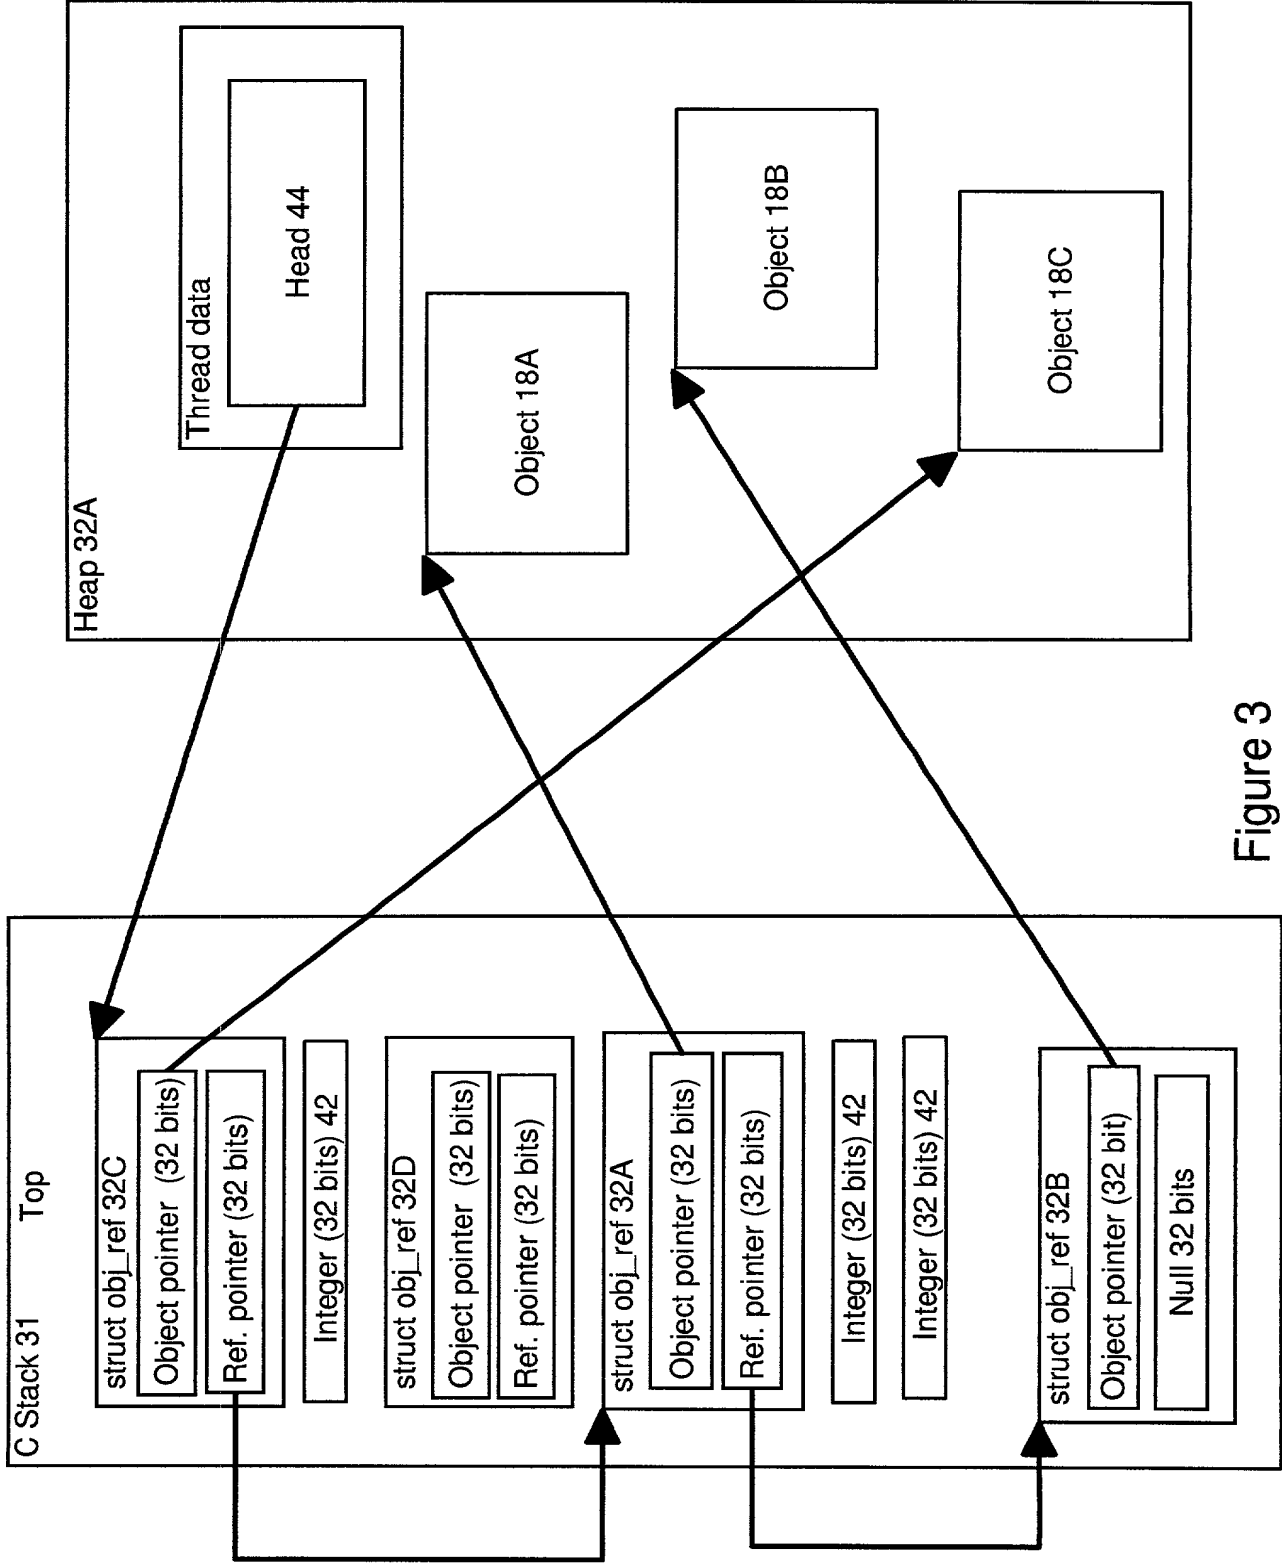 C Stack 31
Top
struct obj_ref 32C
Object pointer (32 bits)
Ref. pointer (32 bits)
Integer (32 bits) 42
struct obj_ref 32D
Object pointer (32 bits)
Ref. pointer (32 bits)
struct obj_ref 32A
Object pointer (32 bits)
Ref. pointer (32 bits)
Integer (32 bits) 42
Integer (32 bits) 42
struct obj_ref 32B
Object pointer (32 bit)
Null 32 bits
Heap 32A
Thread data
Head 44
Object 18A
Object 18B
Object 18C
Figure 3